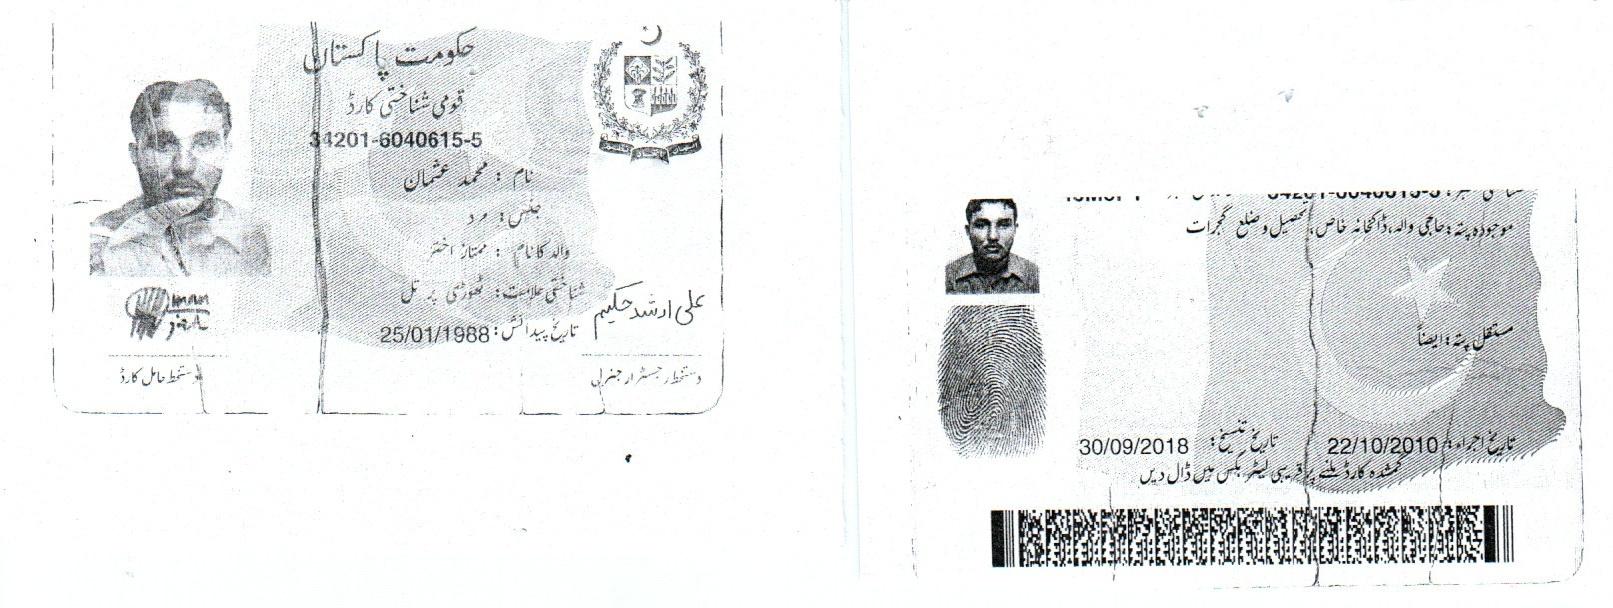 حکومت پاکستان
قومی شناختی کارڈ
34201-6040615-5
نام : محمد عثمان
جنس: مرد
والد کا نام : ممتاز اختر
شناختی علامت: ٹھوڑی پر تل
تاریخ پیدائش: 25/01/1988
علی ارشد حکیم
دستخط حامل کارڈ
دستخط رجسٹرار جنرل
34201-6040615-5
موجودہ پتہ: حاجی والہ، ڈاکخانہ خاص، تحصیل و ضلع گجرات
مستقل پتہ: ایضاً
تاریخ اجراء: 22/10/2010 تاریخ تنسیخ: 30/09/2018
گمشدہ کارڈ ملنے پر قریبی لیٹر بکس میں ڈال دیں